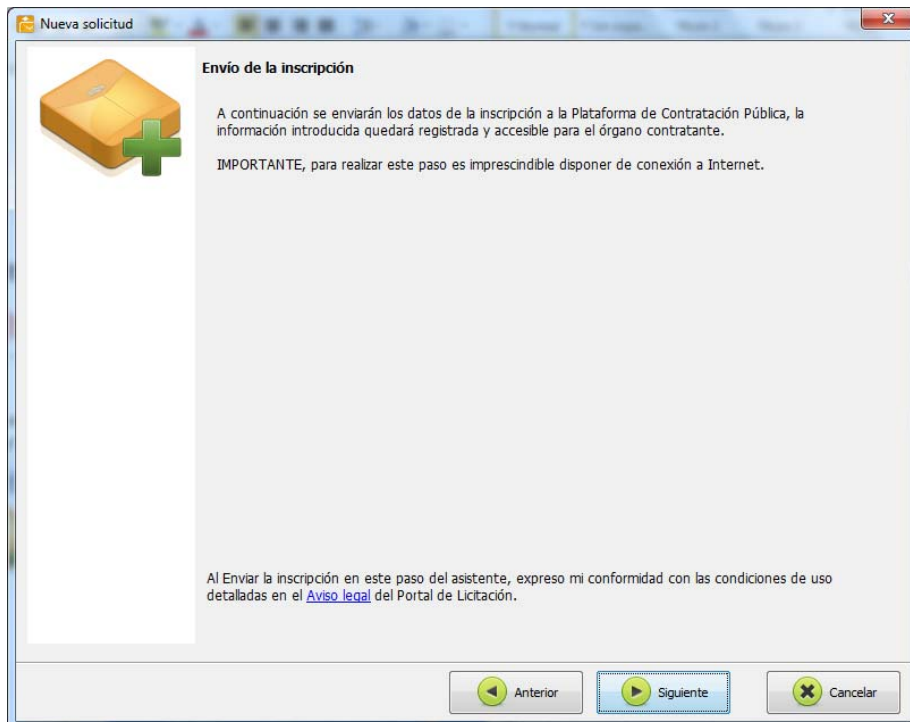 Nueva solicitud
Envío de la inscripción
A continuación se enviarán los datos de la inscripción a la Plataforma de Contratación Pública, la
información introducida quedará registrada y accesible para el órgano contratante.
IMPORTANTE, para realizar este paso es imprescindible disponer de conexión a Internet.
Al Enviar la inscripción en este paso del asistente, expreso mi conformidad con las condiciones de uso
detalladas en el Aviso legal del Portal de Licitación.
Anterior Siguiente Cancelar